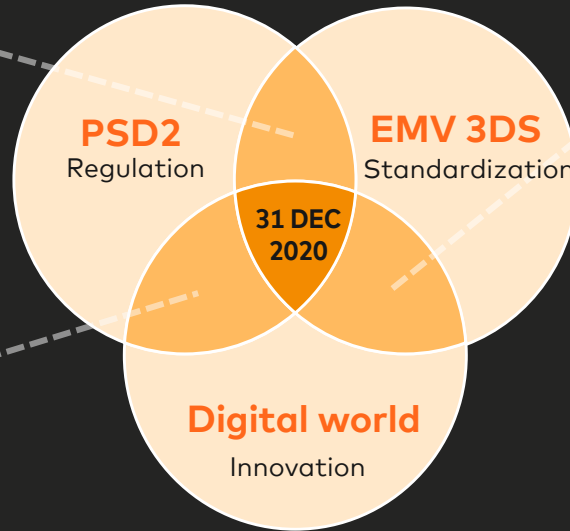 PSD2
Regulation
EMV 3DS
Standardization
31 DEC
2020
Digital world
Innovation